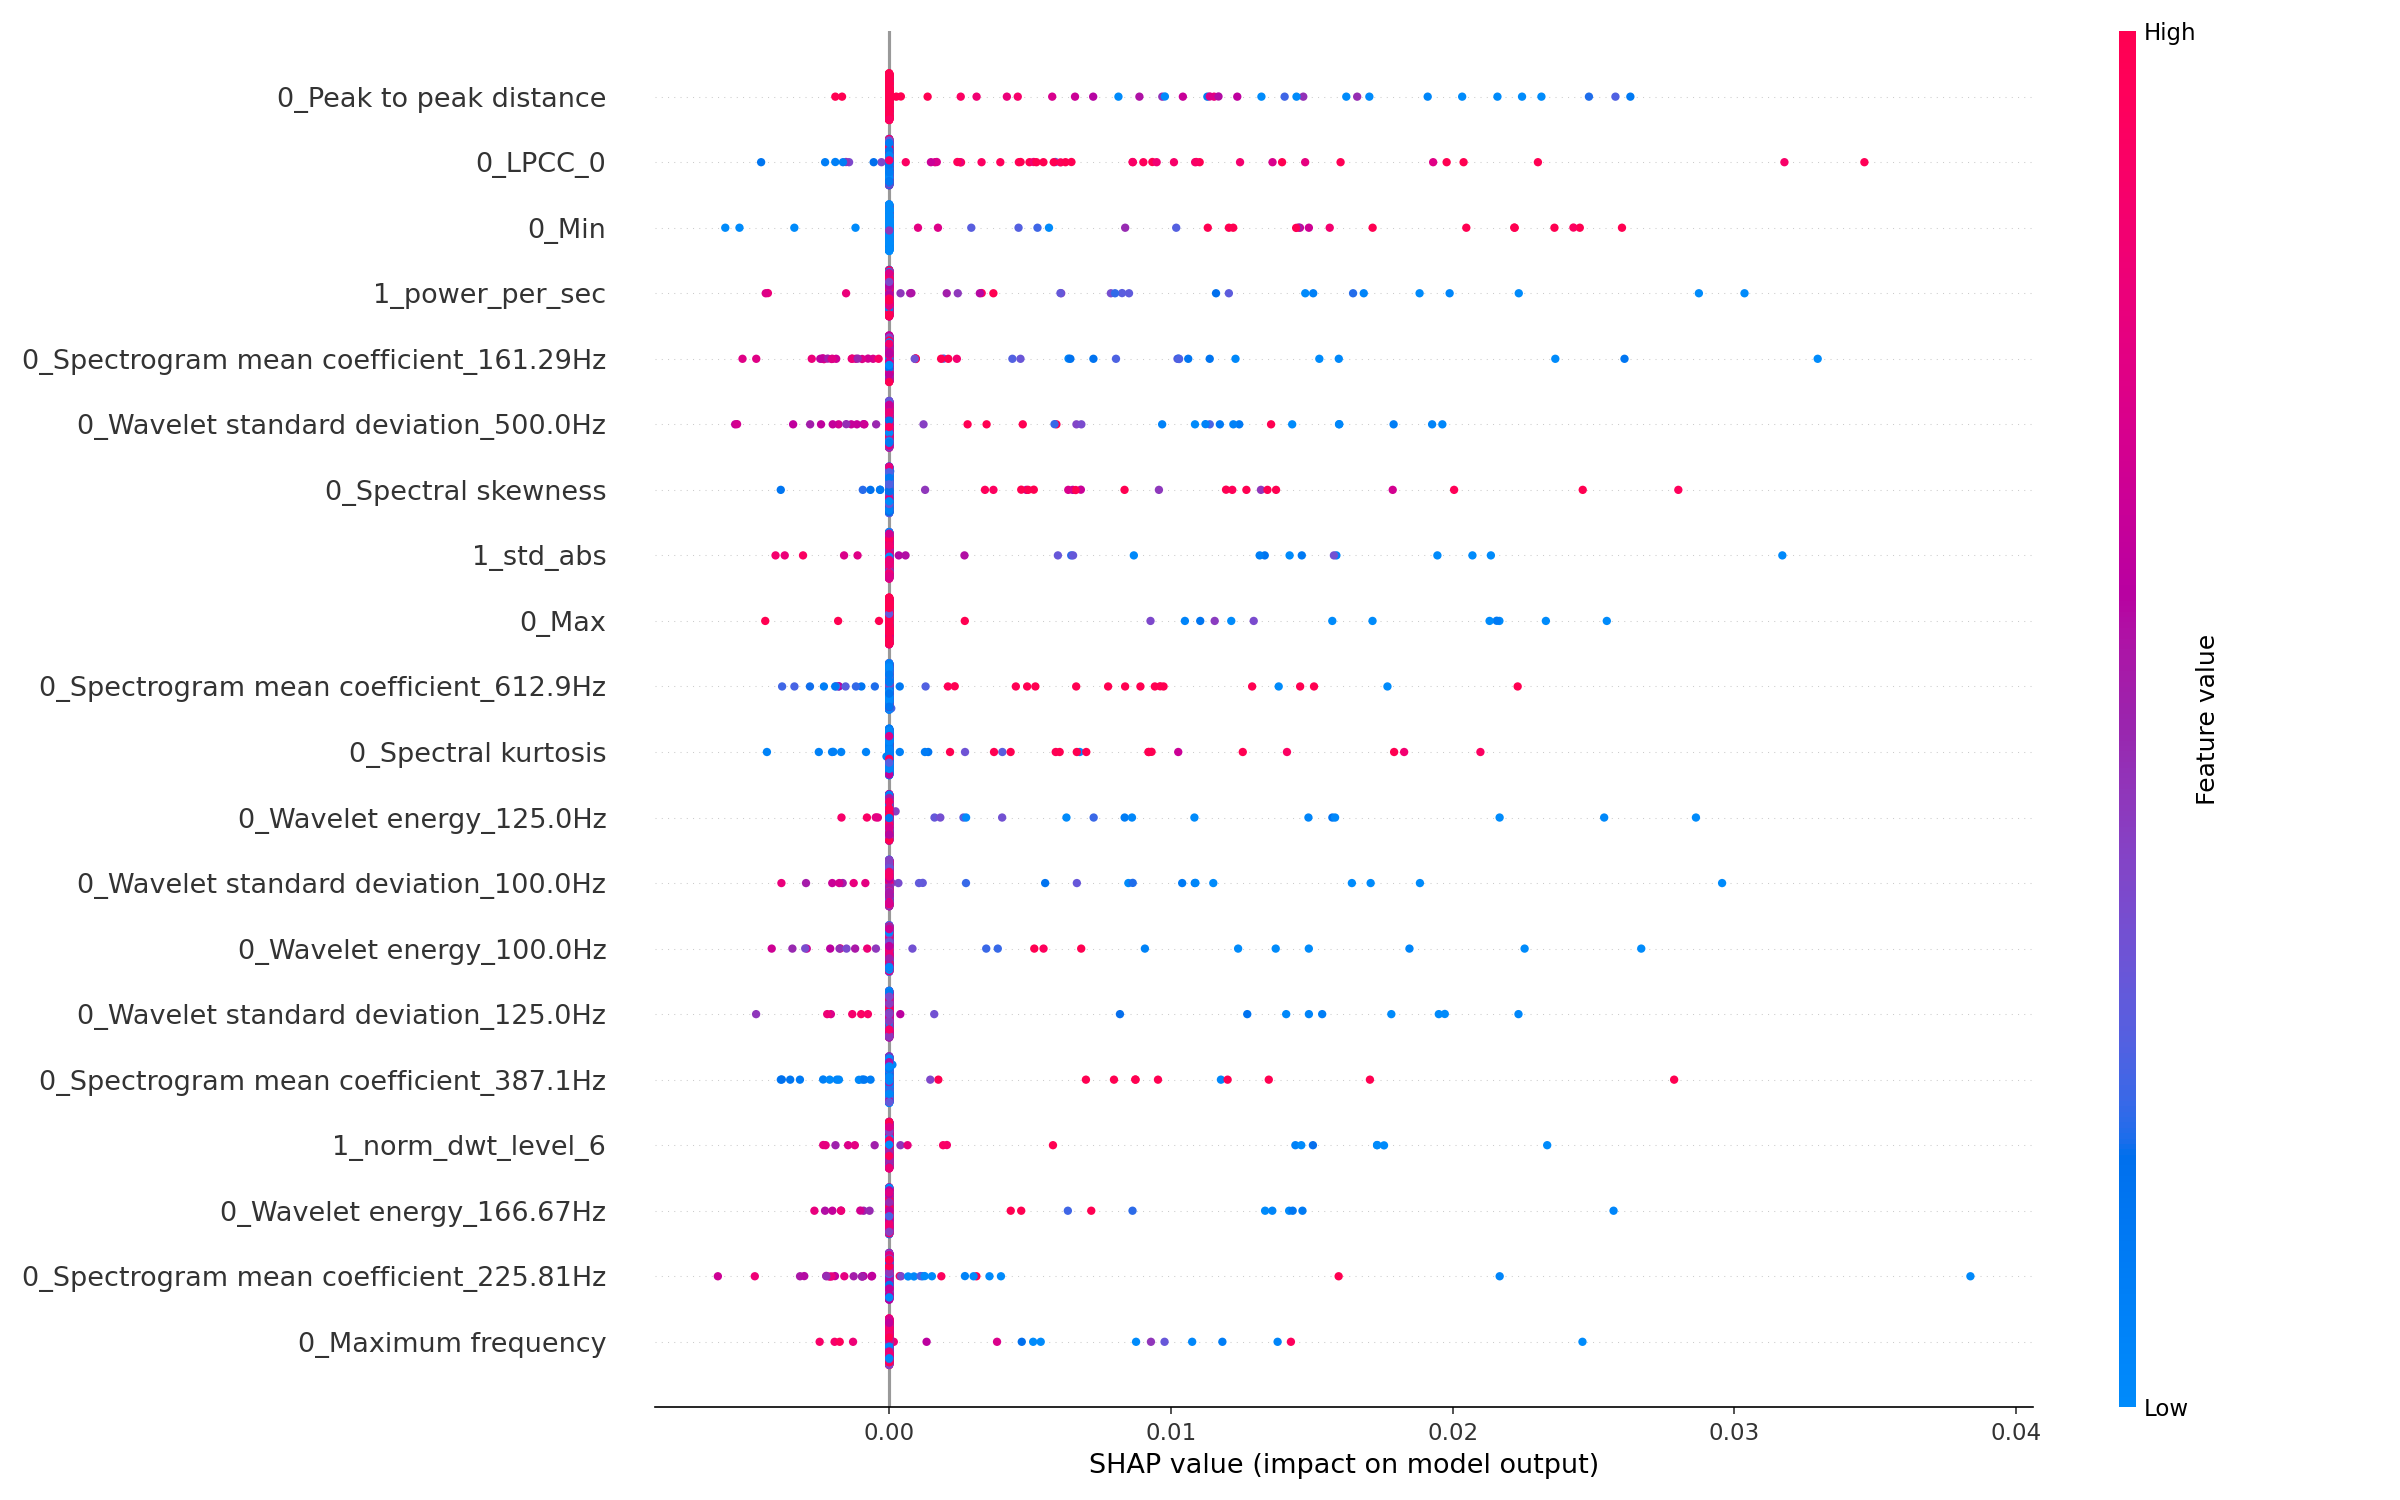 High
0_Peak to peak distance
0_LPCC_0
0_Min
1_power_per_sec
0_Spectrogram mean coefficient_161.29Hz
0_Wavelet standard deviation_500.0Hz
0_Spectral skewness
1_std_abs
0_Max
0_Spectrogram mean coefficient_612.9Hz
0_Spectral kurtosis
0_Wavelet energy_125.0Hz
0_Wavelet standard deviation_100.0Hz
0_Wavelet energy_100.0Hz
0_Wavelet standard deviation_125.0Hz
0_Spectrogram mean coefficient_387.1Hz
1_norm_dwt_level_6
0_Wavelet energy_166.67Hz
0_Spectrogram mean coefficient_225.81Hz
0_Maximum frequency
Feature value
Low
0.00 0.01 0.02 0.03 0.04
SHAP value (impact on model output)